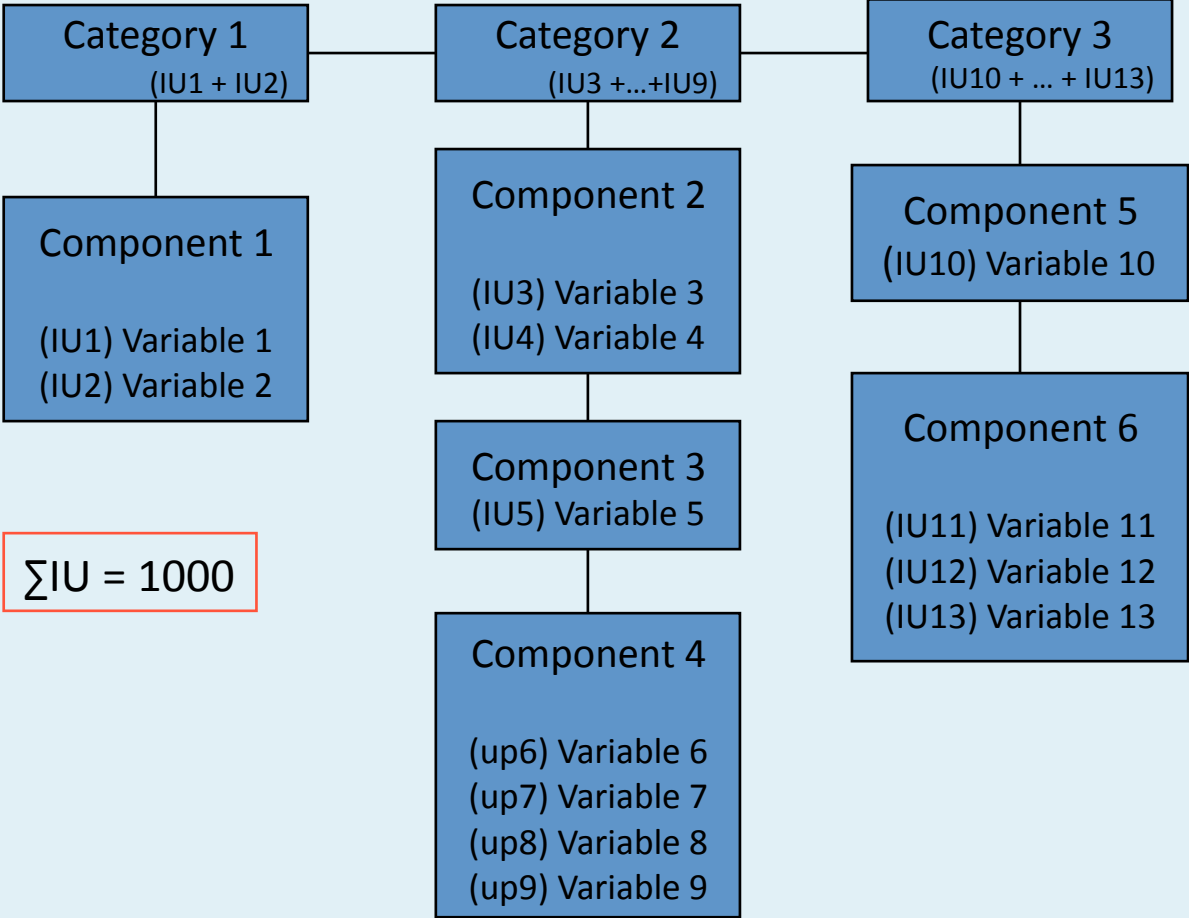 Category 1
(IU1 + IU2)
Component 1
(IU1) Variable 1
(IU2) Variable 2
∑IU = 1000
Category 2
(IU3 +...+IU9)
Component 2
(IU3) Variable 3
(IU4) Variable 4
Component 3
(IU5) Variable 5
Component 4
(up6) Variable 6
(up7) Variable 7
(up8) Variable 8
(up9) Variable 9
Category 3
(IU10 + ... + IU13)
Component 5
(IU10) Variable 10
Component 6
(IU11) Variable 11
(IU12) Variable 12
(IU13) Variable 13